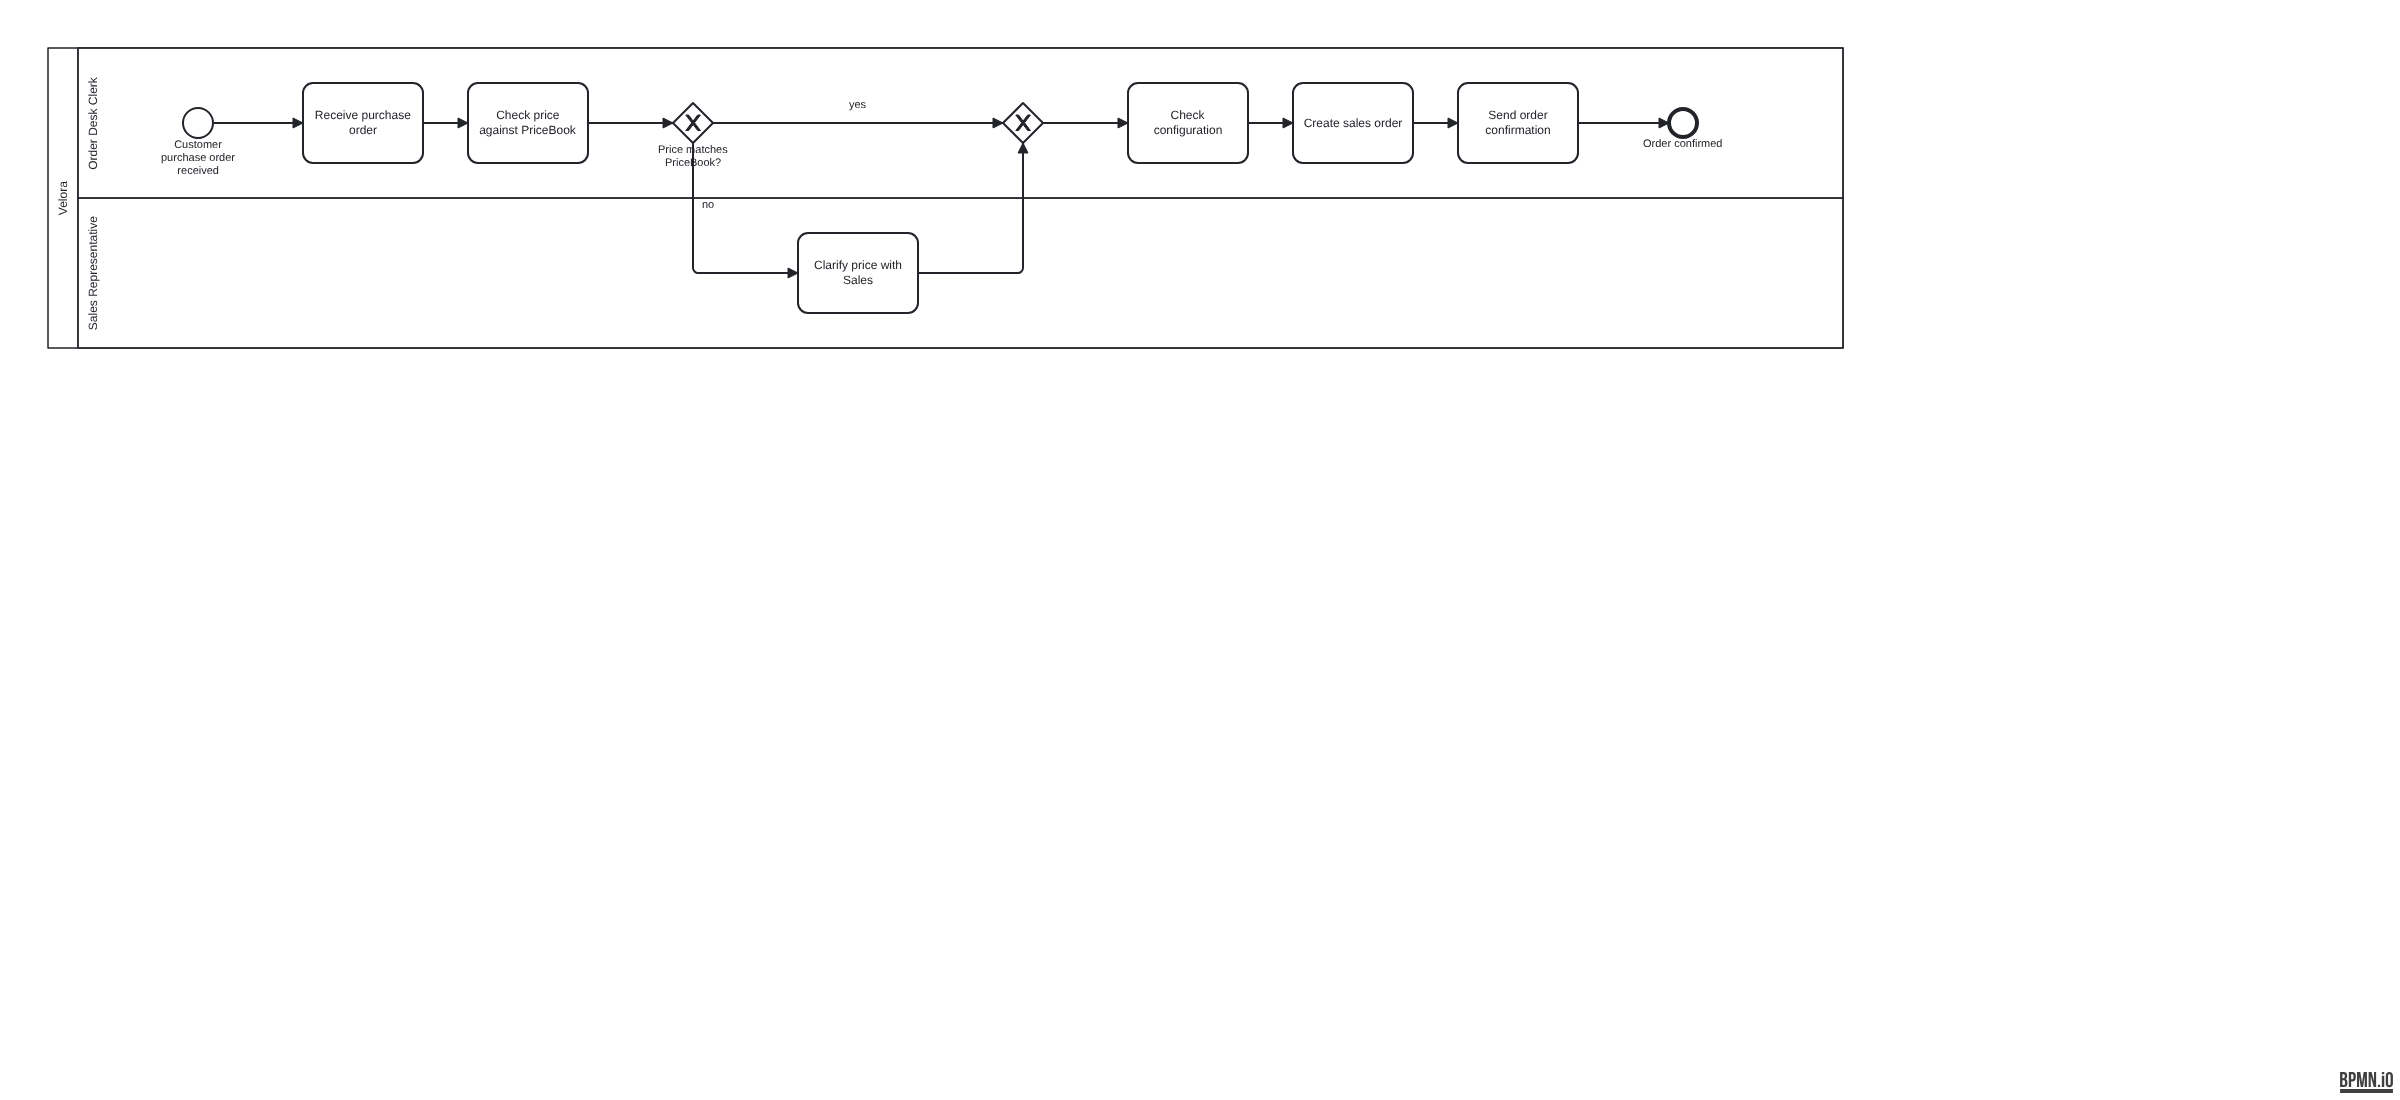 Velora
Order Desk Clerk
Customer
purchase order
received
Receive purchase
order
Check price
against PriceBook
Price matches
PriceBook?
yes
no
Check
configuration
Create sales order
Send order
confirmation
Order confirmed
Sales Representative
Clarify price with
Sales
BPMN.iO